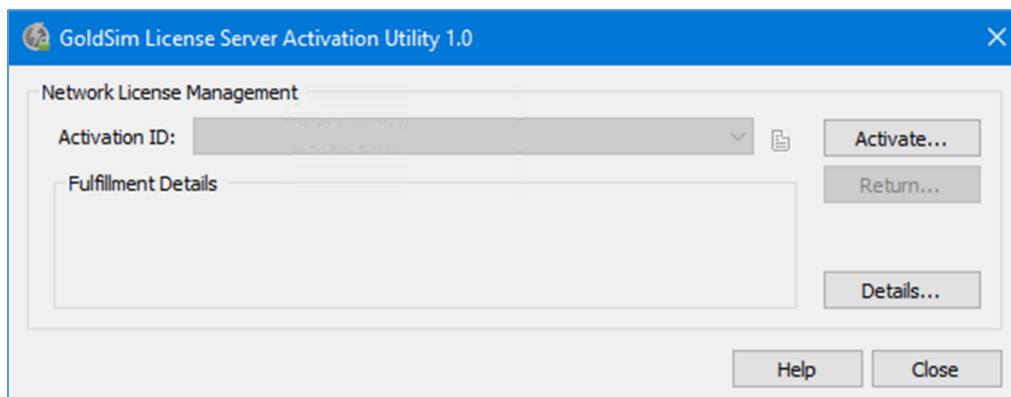 GoldSim License Server Activation Utility 1.0
Network License Management
Activation ID:
Activate...
Fulfillment Details
Return...
Details...
Help
Close